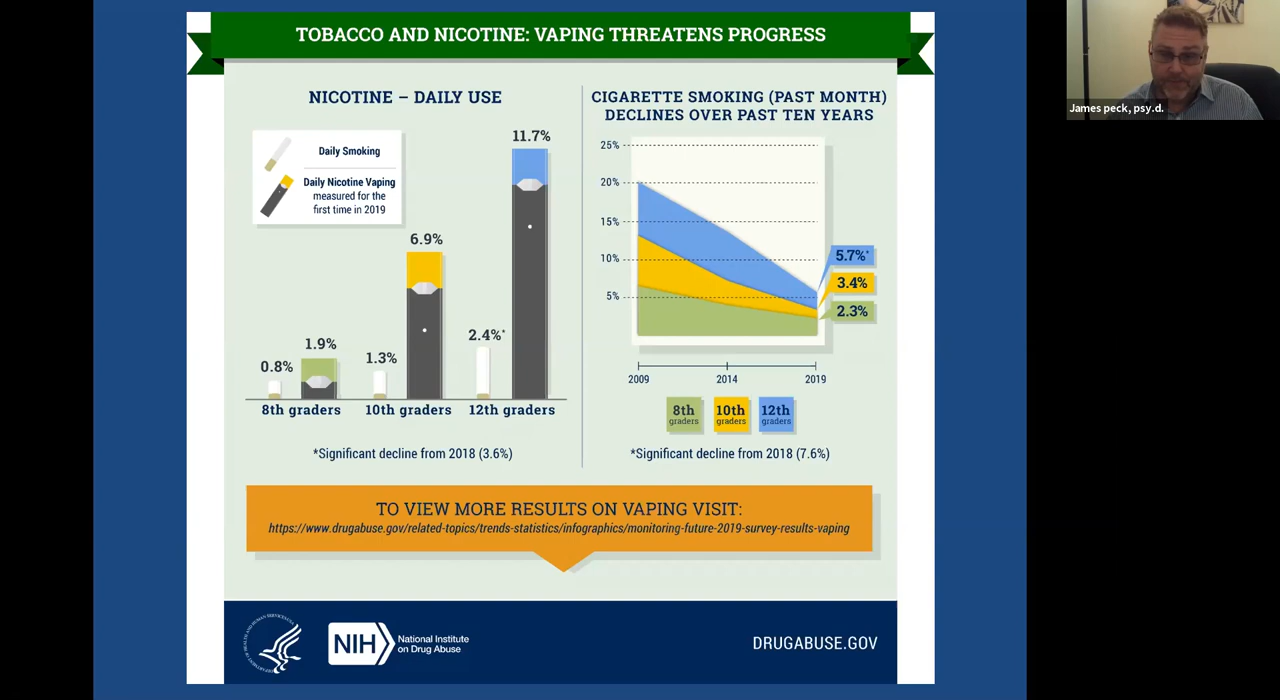 TOBACCO AND NICOTINE: VAPING THREATENS PROGRESS
NICOTINE – DAILY USE
Daily Smoking
Daily Nicotine Vaping
measured for the
first time in 2019
0.8%
1.9%
1.3%
6.9%
2.4%*
11.7%
8th graders
10th graders
12th graders
*Significant decline from 2018 (3.6%)
CIGARETTE SMOKING (PAST MONTH)
DECLINES OVER PAST TEN YEARS
25%
20%
15%
10%
5%
5.7%*
3.4%
2.3%
2009
2014
2019
8th
graders
10th
graders
12th
graders
*Significant decline from 2018 (7.6%)
TO VIEW MORE RESULTS ON VAPING VISIT:
https://www.drugabuse.gov/related-topics/trends-statistics/infographics/monitoring-future-2019-survey-results-vaping
NIH
National Institute
on Drug Abuse
DRUGABUSE.GOV
James peck, psy.d.